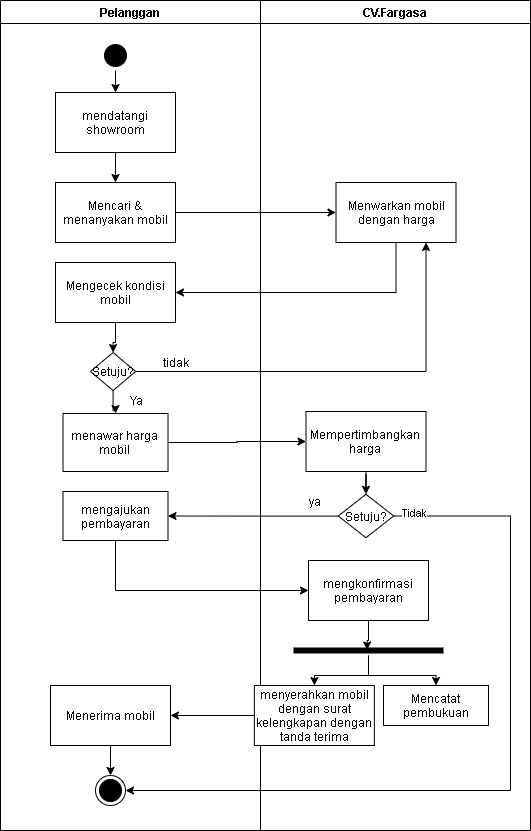 Pelanggan
CV.Fargasa
mendatangi
showroom
Mencari &
menanyakan mobil
Menwarkan mobil
dengan harga
Mengecek kondisi
mobil
Setuju?
tidak
Ya
menawar harga
mobil
Mempertimbangkan
harga
mengajukan
pembayaran
ya
Setuju?
Tidak
mengkonfirmasi
pembayaran
Menerima mobil
menyerahkan mobil
dengan surat
kelengkapan dengan
tanda terima
Mencatat
pembukuan